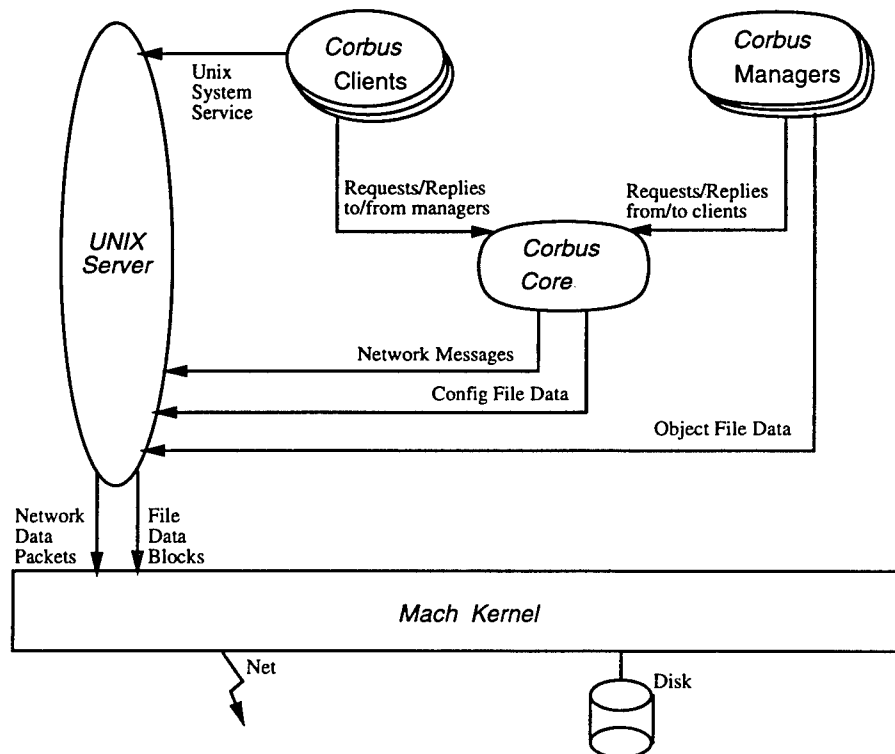 Corbus
Clients
Corbus
Managers
Unix
System
Service
Requests/Replies
to/from managers
Requests/Replies
from/to clients
UNIX
Server
Corbus
Core
Network Messages
Config File Data
Object File Data
Network
Data
Packets
File
Data
Blocks
Mach Kernel
Net
Disk